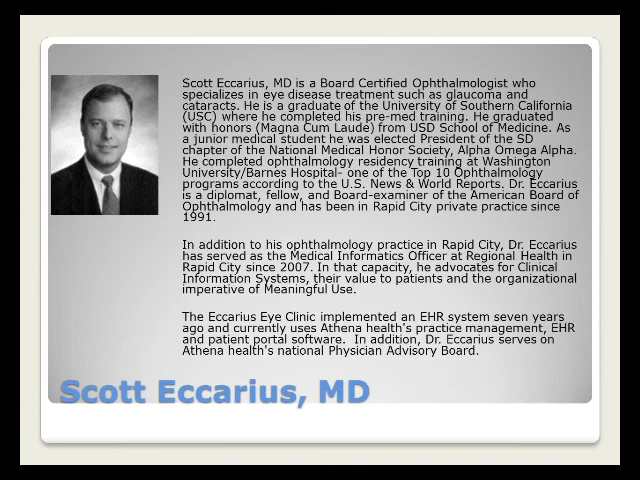 Scott Eccarius, MD is a Board Certified Ophthalmologist who
specializes in eye disease treatment such as glaucoma and
cataracts. He is a graduate of the University of Southern California
(USC) where he completed his pre-med training. He graduated
with honors (Magna Cum Laude) from USD School of Medicine. As
a junior medical student he was elected President of the SD
chapter of the National Medical Honor Society, Alpha Omega Alpha.
He completed ophthalmology residency training at Washington
University/Barnes Hospital- one of the Top 10 Ophthalmology
programs according to the U.S. News & World Reports. Dr. Eccarius
is a diplomat, fellow, and Board-examiner of the American Board of
Ophthalmology and has been in Rapid City private practice since
1991.
In addition to his ophthalmology practice in Rapid City, Dr. Eccarius
has served as the Medical Informatics Officer at Regional Health in
Rapid City since 2007. In that capacity, he advocates for Clinical
Information Systems, their value to patients and the organizational
imperative of Meaningful Use.
The Eccarius Eye Clinic implemented an EHR system seven years
ago and currently uses Athena health's practice management, EHR
and patient portal software.  In addition, Dr. Eccarius serves on
Athena health's national Physician Advisory Board.
Scott Eccarius, MD